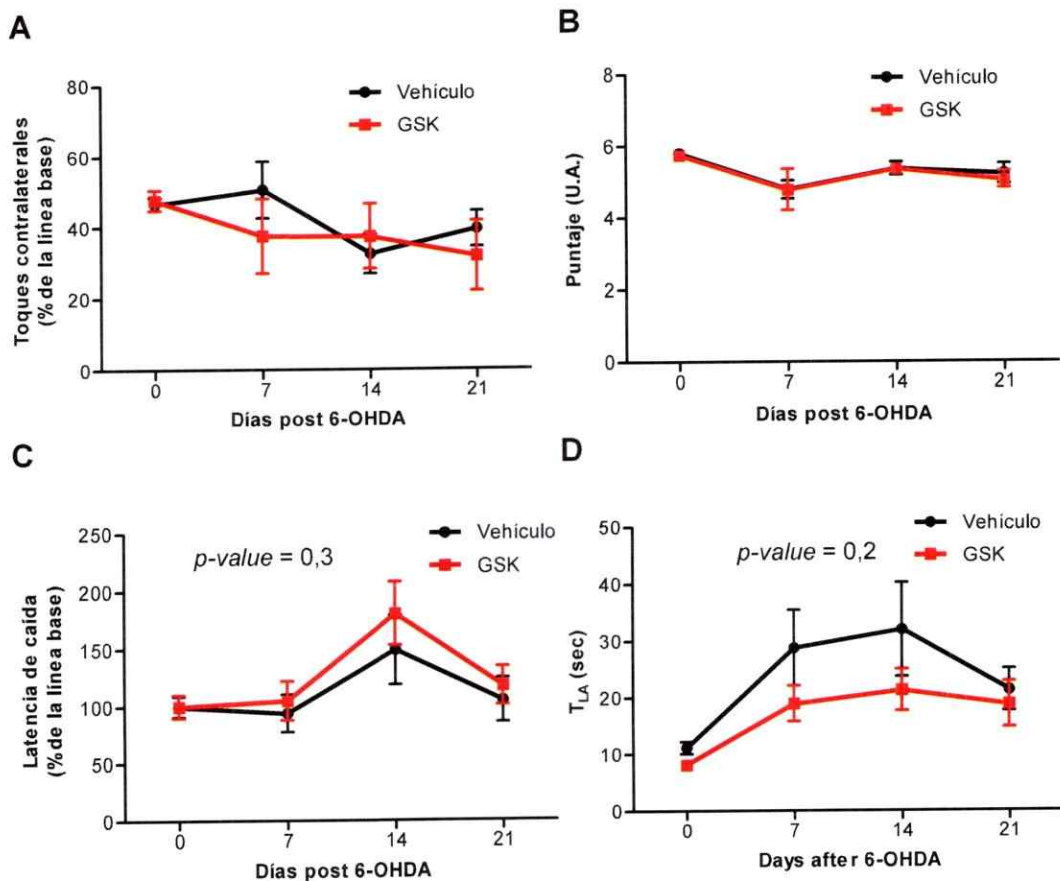 A
Toques contralaterales
(% de la línea base)
80
60
40
20
0
Vehículo
GSK
0 7 14 21
Días post 6-OHDA
B
Puntaje (U.A.)
8
6
4
2
0
Vehículo
GSK
0 7 14 21
Días post 6-OHDA
C
Latencia de caída
(% de la línea base)
250
200
150
100
50
0
p-value = 0,3
Vehículo
GSK
0 7 14 21
Días post 6-OHDA
D
TLA (sec)
50
40
30
20
10
0
p-value = 0,2
Vehículo
GSK
0 7 14 21
Days after 6-OHDA